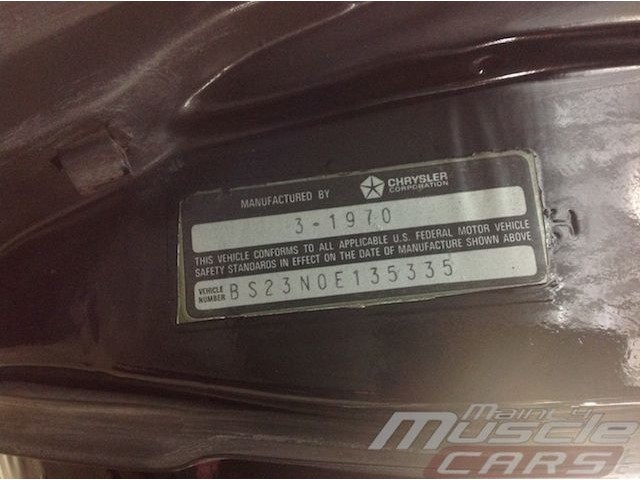 MANUFACTURED BY CHRYSLER CORPORATION
3-1970
THIS VEHICLE CONFORMS TO ALL APPLICABLE U.S. FEDERAL MOTOR VEHICLE
SAFETY STANDARDS IN EFFECT ON THE DATE OF MANUFACTURE SHOWN ABOVE
VEHICLE NUMBER BS23N0E135335
Mainly
Muscle
CARS